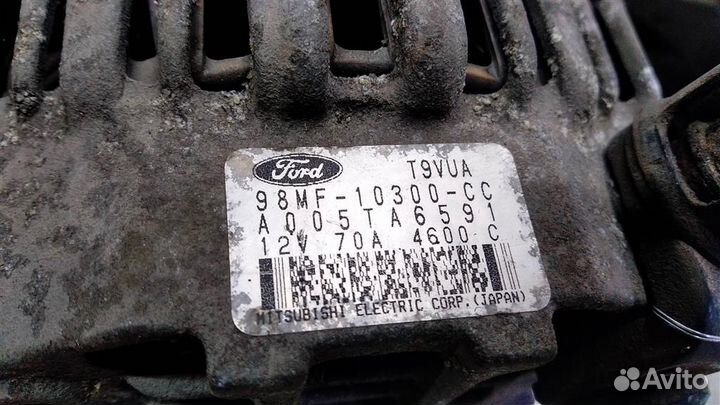 Ford T9VUA
98MF-10300-CC
A005TA6591
12V 70A 4600 C
MITSUBISHI ELECTRIC CORP.(JAPAN)
Avito